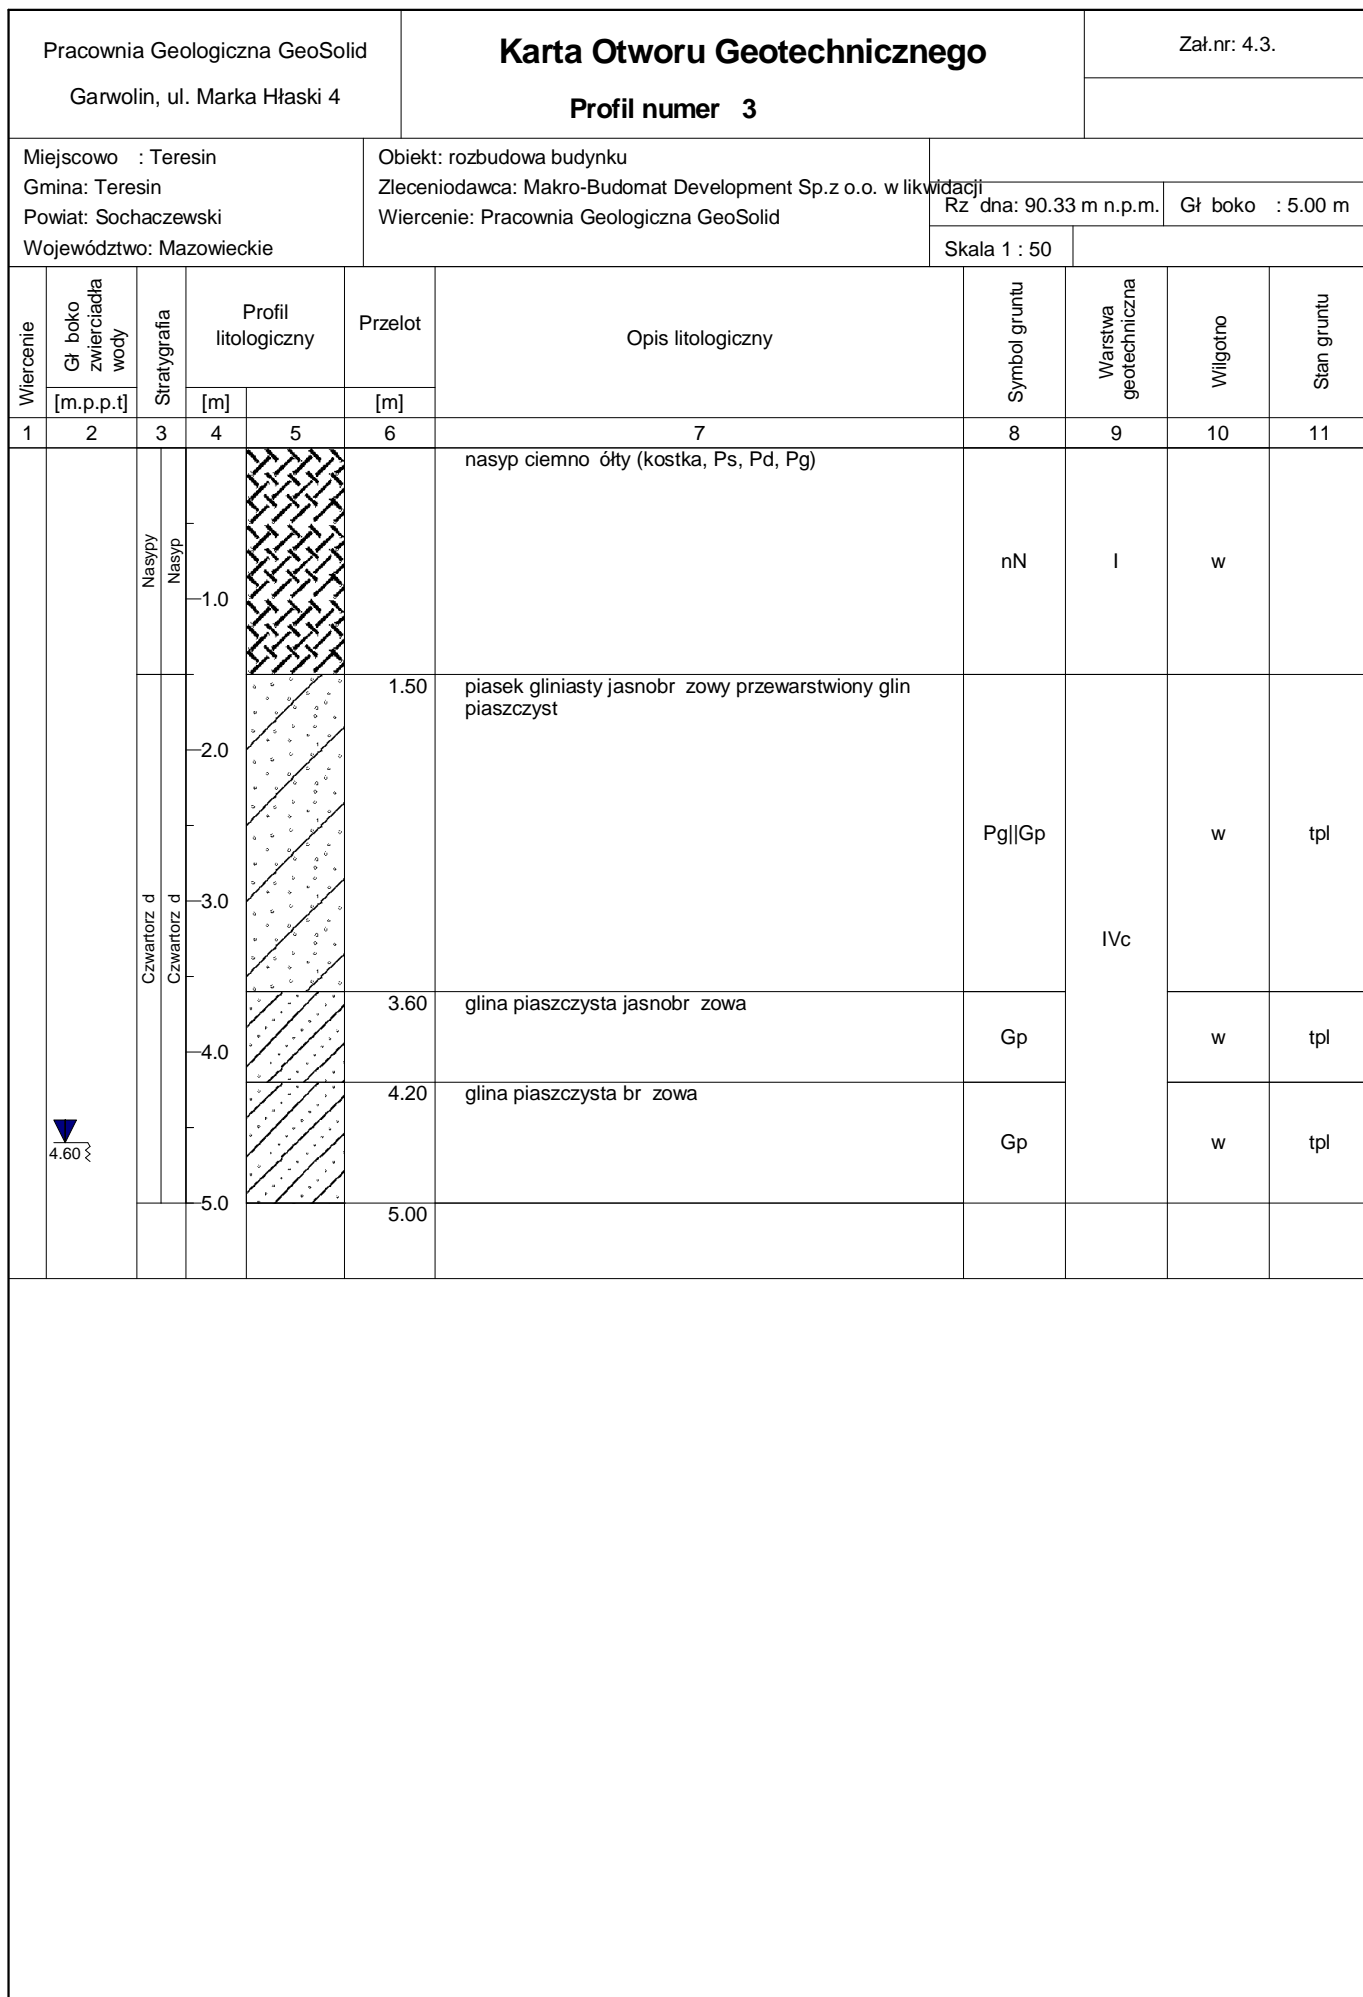 Pracownia Geologiczna GeoSolid
Garwolin, ul. Marka Hłaski 4
Karta Otworu Geotechnicznego
Profil numer 3
Zał.nr: 4.3.
Miejscowo : Teresin
Gmina: Teresin
Powiat: Sochaczewski
Województwo: Mazowieckie
Obiekt: rozbudowa budynku
Zleceniodawca: Makro-Budomat Development Sp.z o.o. w likwidacji
Wiercenie: Pracownia Geologiczna GeoSolid
Rz dna: 90.33 m n.p.m.
Gł boko : 5.00 m
Skala 1 : 50
Wiercenie
Gł boko
zwierciadła
wody
[m.p.p.t]
Stratygrafia
Profil
litologiczny
[m]
Przelot
[m]
Opis litologiczny
Symbol gruntu
Warstwa
geotechniczna
Wilgotno
Stan gruntu
1 2 3 4 5 6 7 8 9 10 11
nasyp ciemno ółty (kostka, Ps, Pd, Pg)
Nasypy
Nasyp
nN I w
1.0
1.50 piasek gliniasty jasnobr zowy przewarstwiony glin
piaszczyst
2.0
Pg||Gp w tpl
3.0
Czwartorz d
Czwartorz d
IVc
3.60 glina piaszczysta jasnobr zowa
Gp w tpl
4.0
4.20 glina piaszczysta br zowa
4.60
Gp w tpl
5.0
5.00